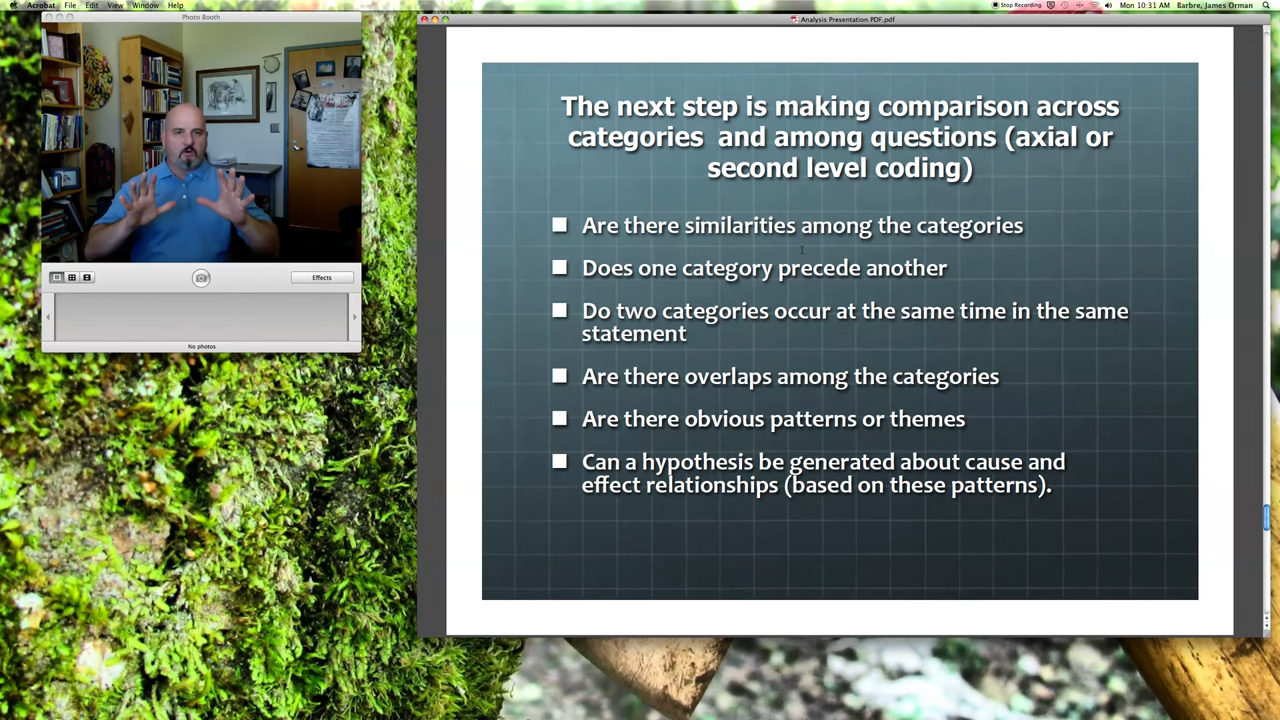 Acrobat File Edit View Window Help
Stop Recording
Mon 10:31 AM Barbre, James Orman
Photo Booth
Effects
No photos
Analysis Presentation PDF.pdf
The next step is making comparison across
categories and among questions (axial or
second level coding)
Are there similarities among the categories
Does one category precede another
Do two categories occur at the same time in the same
statement
Are there overlaps among the categories
Are there obvious patterns or themes
Can a hypothesis be generated about cause and
effect relationships (based on these patterns).